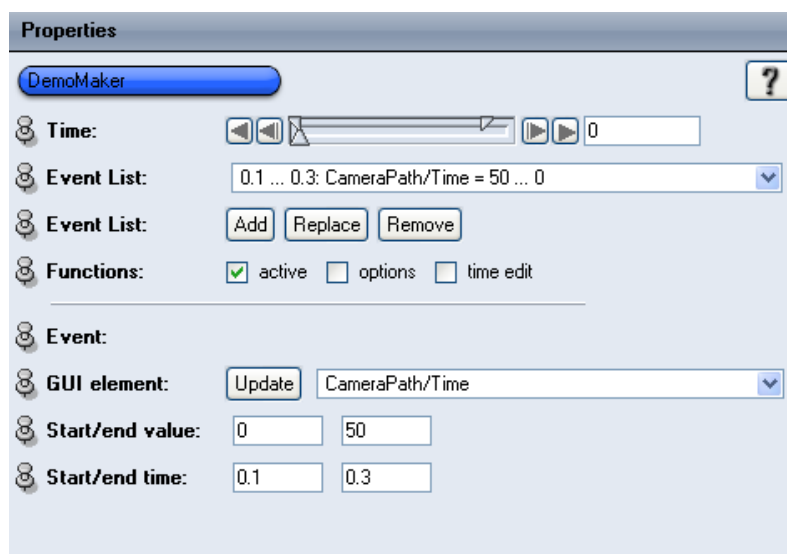 Properties
DemoMaker
?
Time: 0
Event List: 0.1 ... 0.3: CameraPath/Time = 50 ... 0
Event List: Add Replace Remove
Functions: active options time edit
Event:
GUI element: Update CameraPath/Time
Start/end value: 0 50
Start/end time: 0.1 0.3